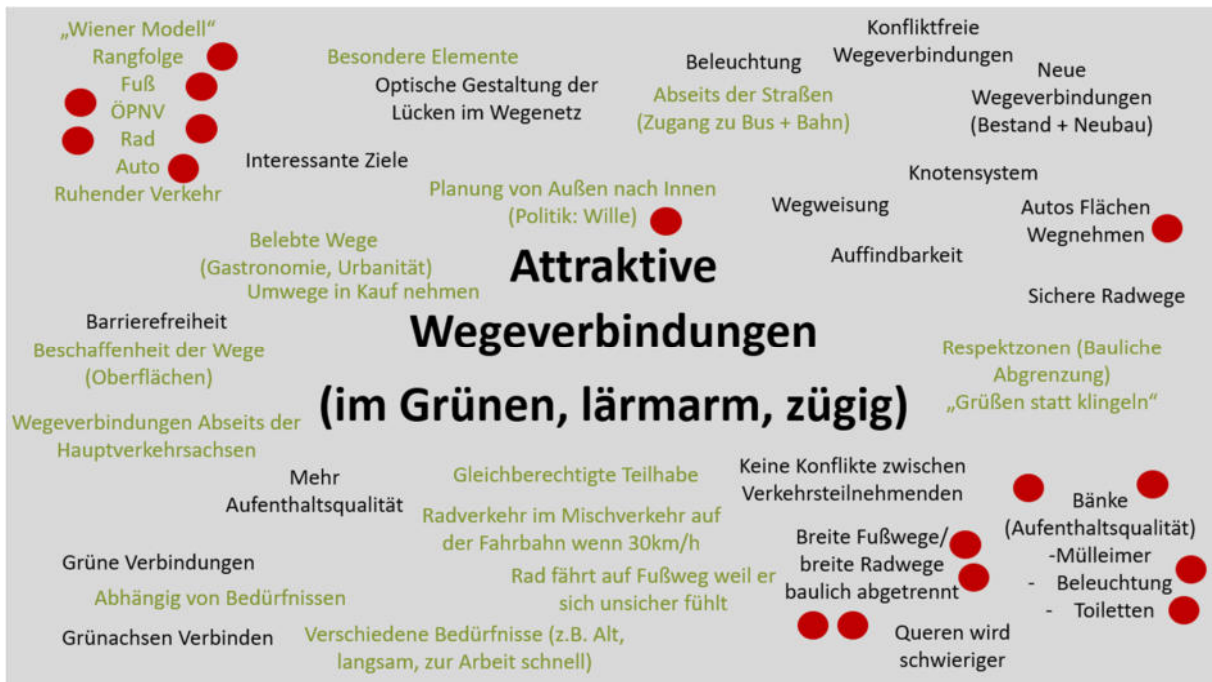 „Wiener Modell“
Rangfolge
Fuß
ÖPNV
Rad
Auto
Ruhender Verkehr
Besondere Elemente
Optische Gestaltung der
Lücken im Wegenetz
Beleuchtung
Abseits der Straßen
(Zugang zu Bus + Bahn)
Konfliktfreie
Wegeverbindungen
Neue
Wegeverbindungen
(Bestand + Neubau)
Interessante Ziele
Planung von Außen nach Innen
(Politik: Wille)
Knotensystem
Wegweisung
Autos Flächen
Wegnehmen
Auffindbarkeit
Sichere Radwege
Belebte Wege
(Gastronomie, Urbanität)
Umwege in Kauf nehmen
Attraktive
Wegeverbindungen
(im Grünen, lärmarm, zügig)
Barrierefreiheit
Beschaffenheit der Wege
(Oberflächen)
Respektzonen (Bauliche
Abgrenzung)
„Grüßen statt klingeln“
Wegeverbindungen Abseits der
Hauptverkehrsachsen
Mehr
Aufenthaltsqualität
Gleichberechtigte Teilhabe
Keine Konflikte zwischen
Verkehrsteilnehmenden
Bänke
(Aufenthaltsqualität)
-Mülleimer
- Beleuchtung
- Toiletten
Radverkehr im Mischverkehr auf
der Fahrbahn wenn 30km/h
Breite Fußwege/
breite Radwege
baulich abgetrennt
Grüne Verbindungen
Abhängig von Bedürfnissen
Rad fährt auf Fußweg weil er
sich unsicher fühlt
Grünachsen Verbinden
Verschiedene Bedürfnisse (z.B. Alt,
langsam, zur Arbeit schnell)
Queren wird
schwieriger